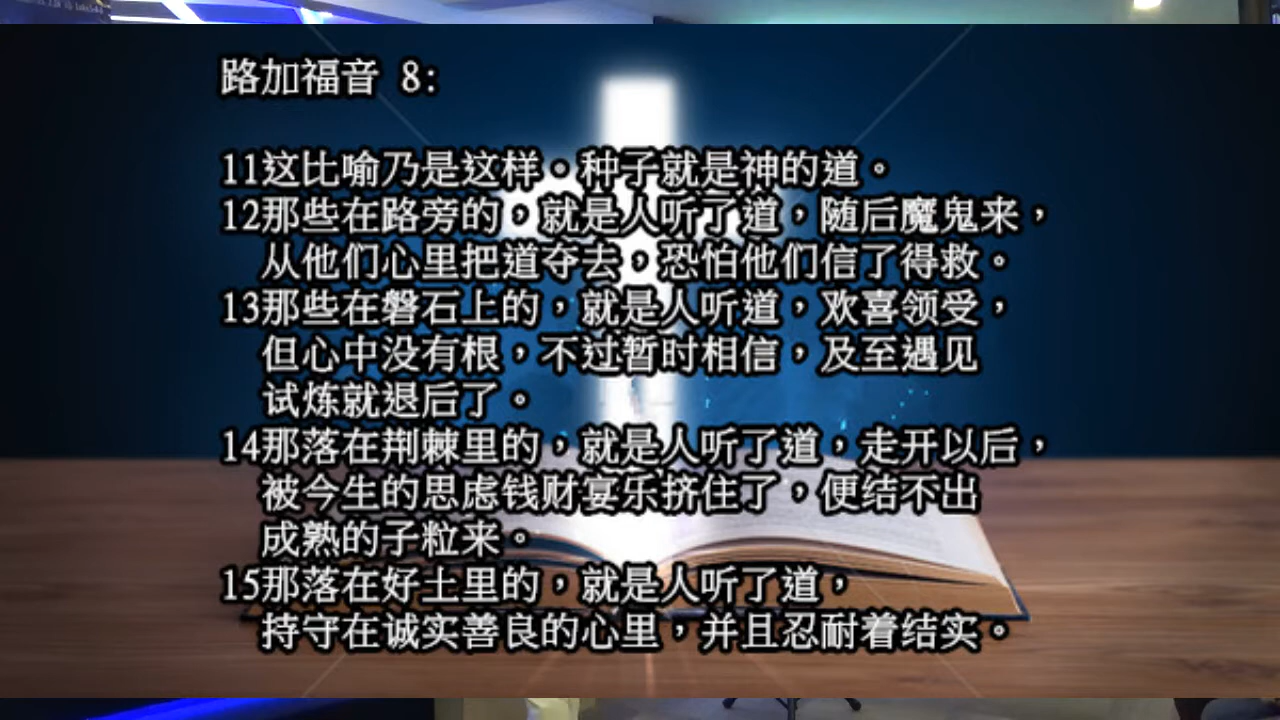 路加福音 8:
11这比喻乃是这样。种子就是神的道。
12那些在路旁的，就是人听了道，随后魔鬼来，
从他们心里把道夺去，恐怕他们信了得救。
13那些在磐石上的，就是人听道，欢喜领受，
但心中没有根，不过暂时相信，及至遇见
试炼就退后了。
14那落在荆棘里的，就是人听了道，走开以后，
被今生的思虑钱财宴乐挤住了，便结不出
成熟的子粒来。
15那落在好土里的，就是人听了道，
持守在诚实善良的心里，并且忍耐着结实。